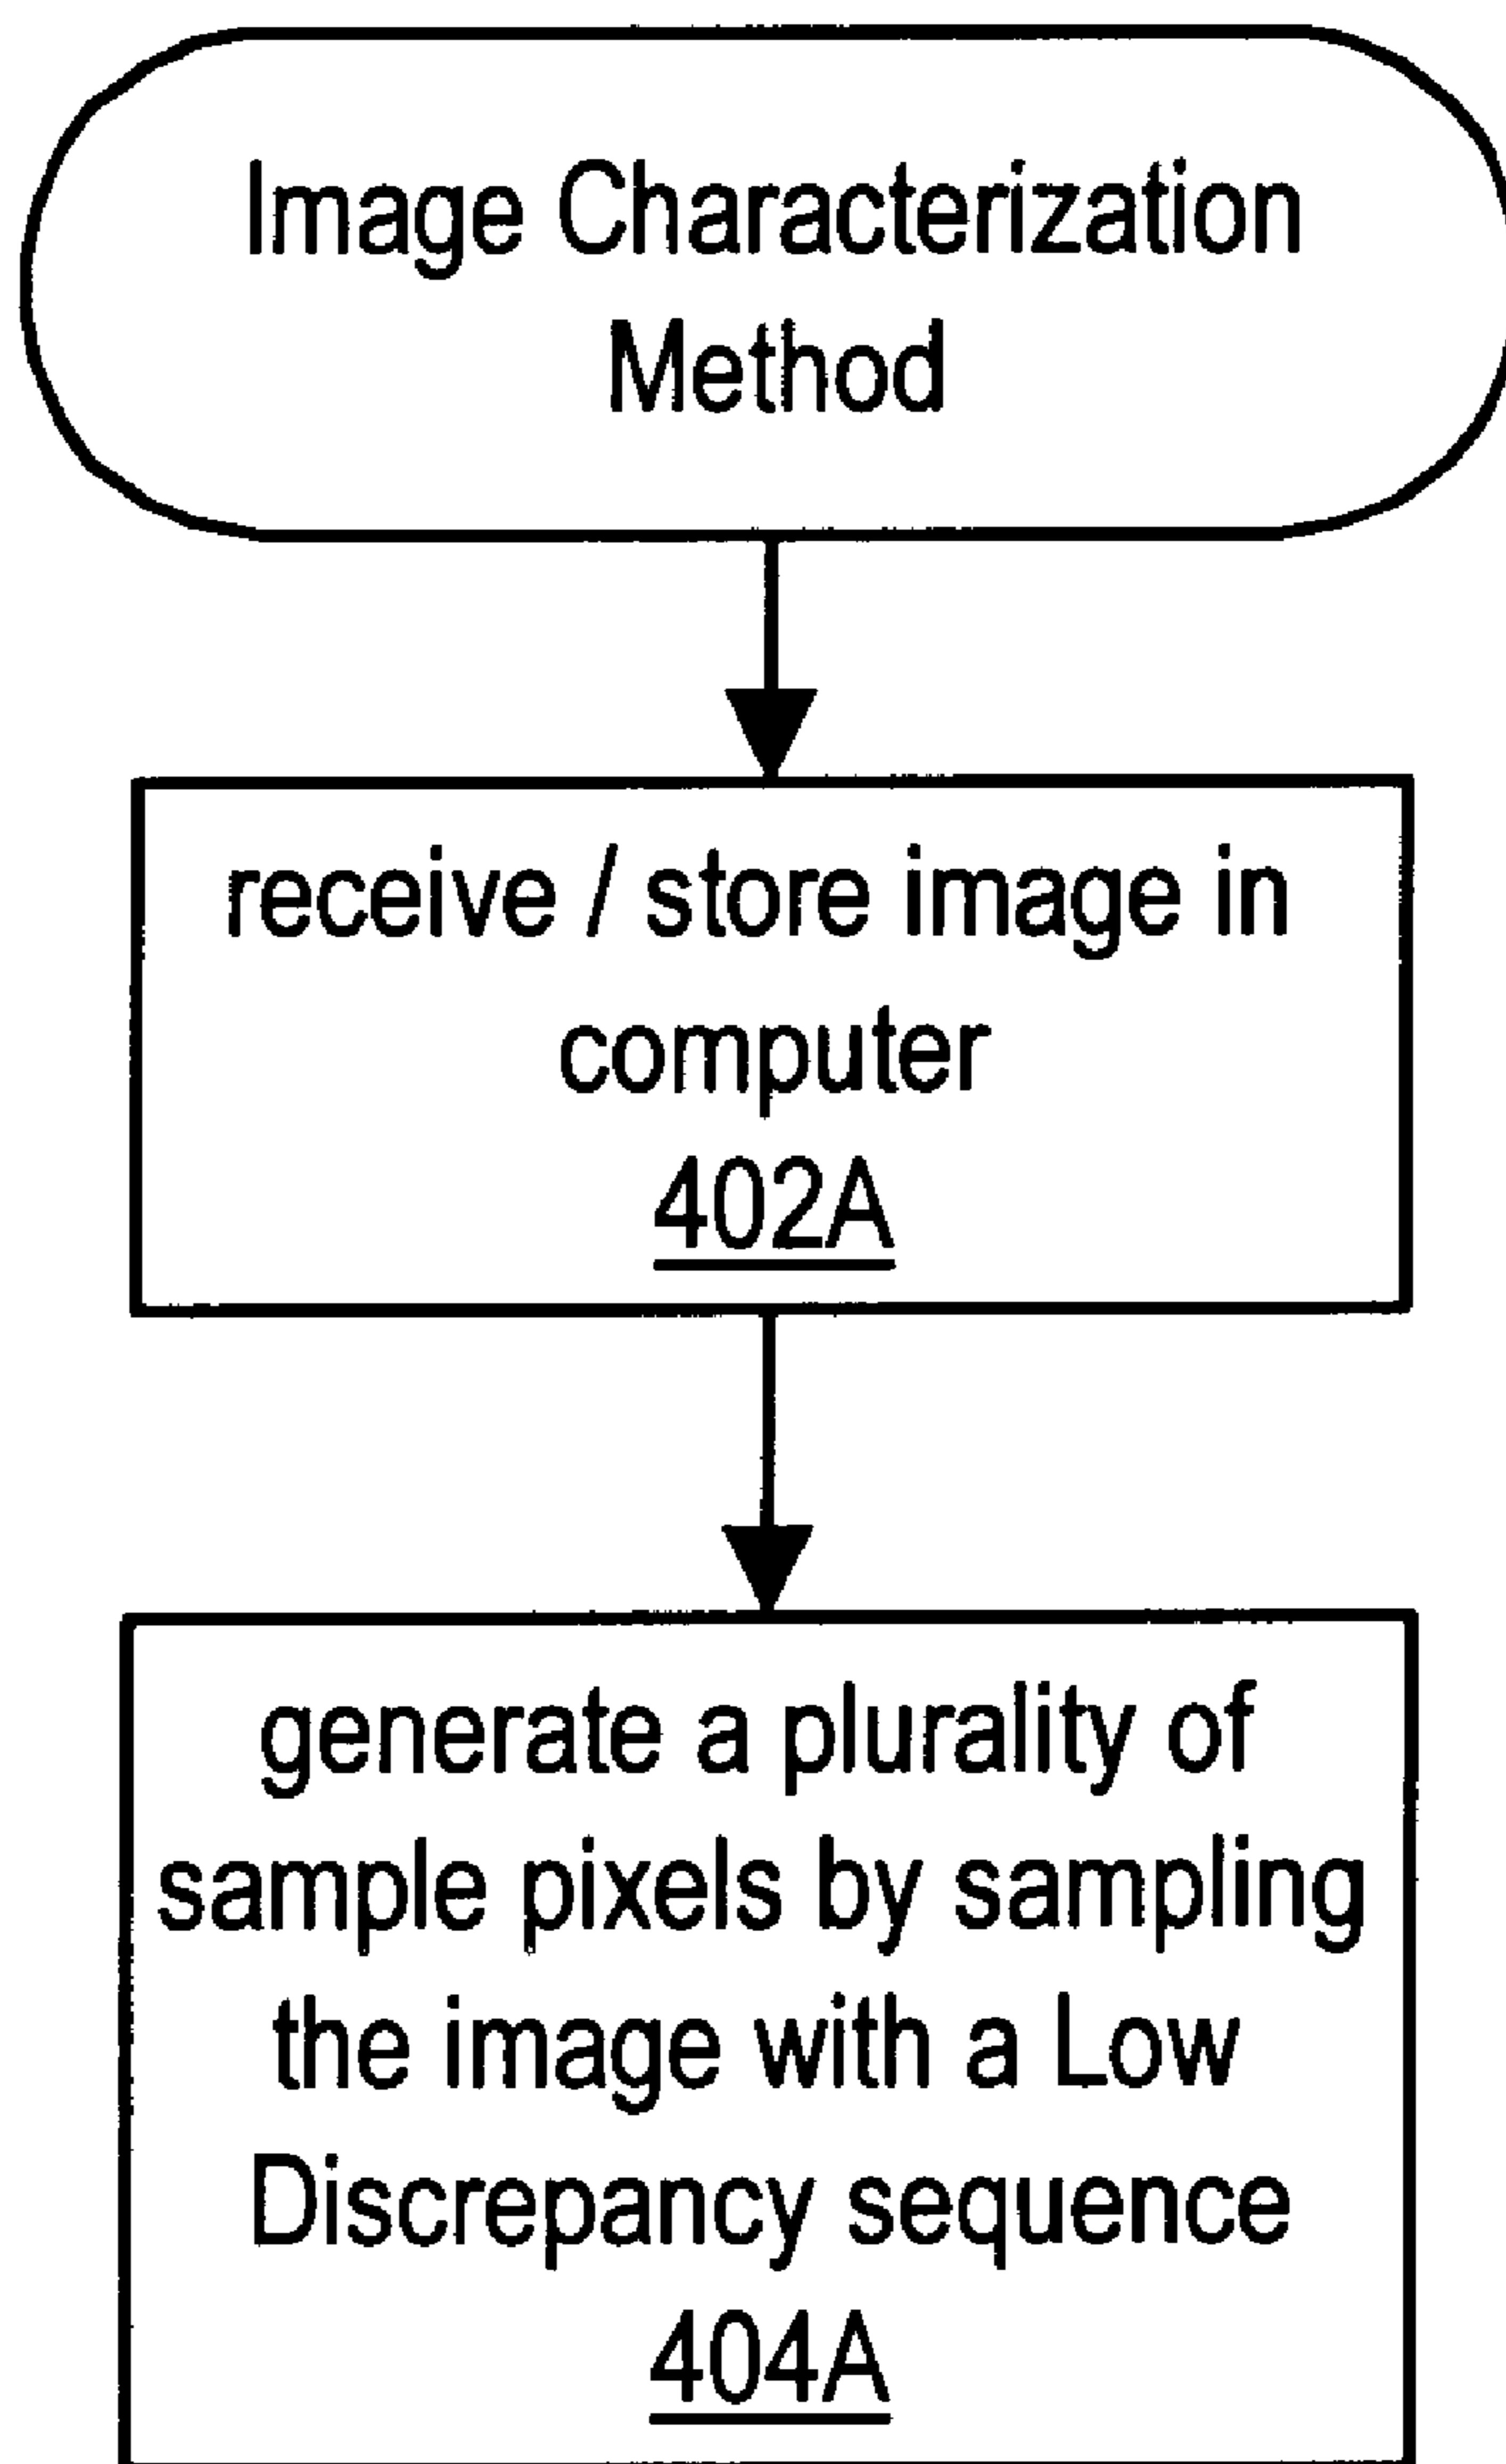 Image Characterization
Method
receive / store image in
computer
402A
generate a plurality of
sample pixels by sampling
the image with a Low
Discrepancy sequence
404A